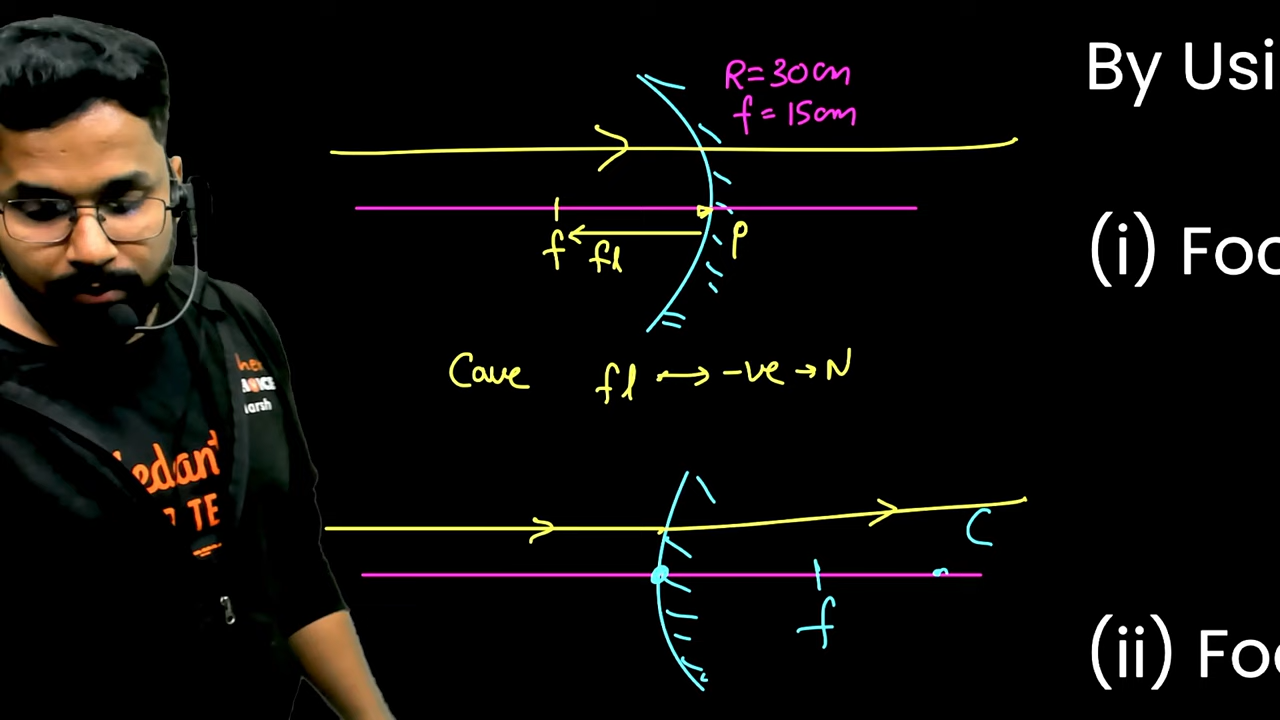 R=30cm
f=15cm
By Usi
f
fl
P
(i) Foc
Cave fl → -ve → N
C
f
(ii) Foc